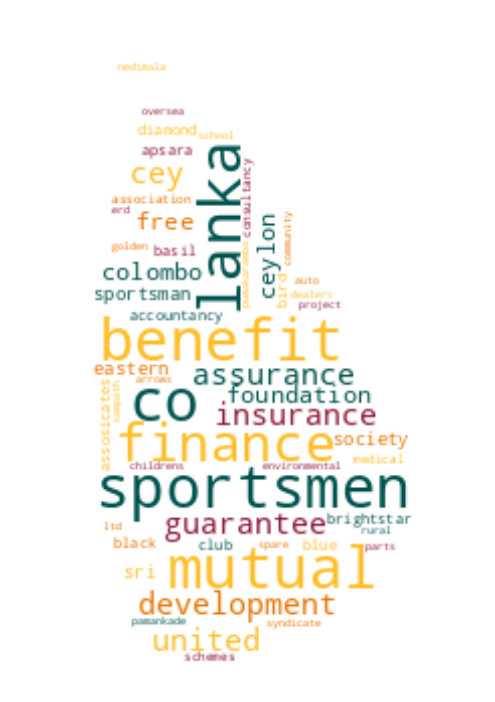 nedimala
oversea
diamond
school
apsara
lanka
consultancy
cey
association
erd
free
ceylon
community
golden
basil
colombo
bird
auto
sportsman
dealers
project
accountancy
benefit
eastern
assurance
arrows
assosicates
sampath
co
foundation
insurance
finance
society
medical
childrens
environmental
sportsmen
guarantee
brightstar
ltd
rural
black
club
spare
blue
parts
sri
mutual
development
pamankade
syndicate
united
schemes